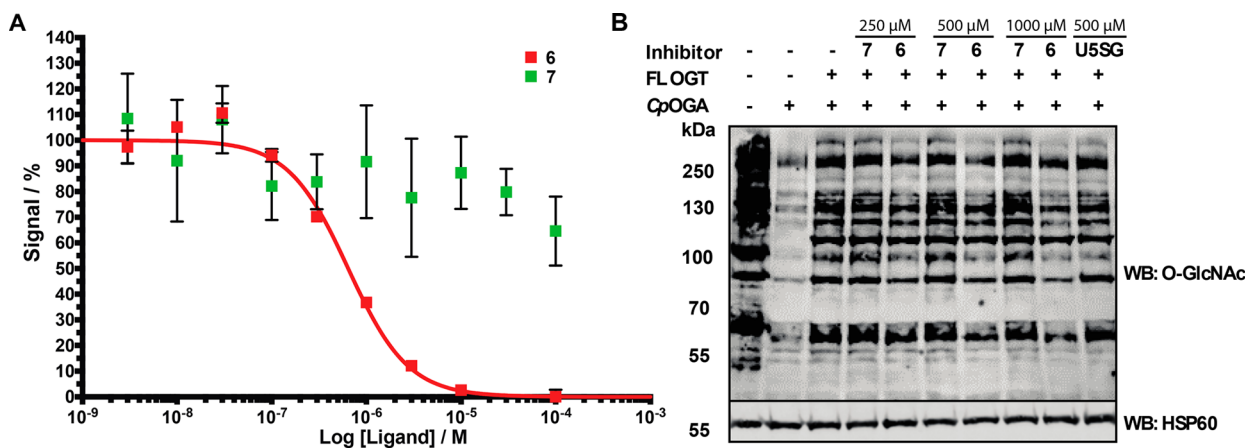 A
Signal / %
140
130
120
110
100
90
80
70
60
50
40
30
20
10
0
6
7
10⁻⁹ 10⁻⁸ 10⁻⁷ 10⁻⁶ 10⁻⁵ 10⁻⁴ 10⁻³
Log [Ligand] / M
B
250 µM 500 µM 1000 µM 500 µM
Inhibitor - - - 7 6 7 6 7 6 U5SG
FL OGT - - + + + + + + + +
CpOGA - + + + + + + + + +
kDa
250
130
100
70
55
WB: O-GlcNAc
55
WB: HSP60